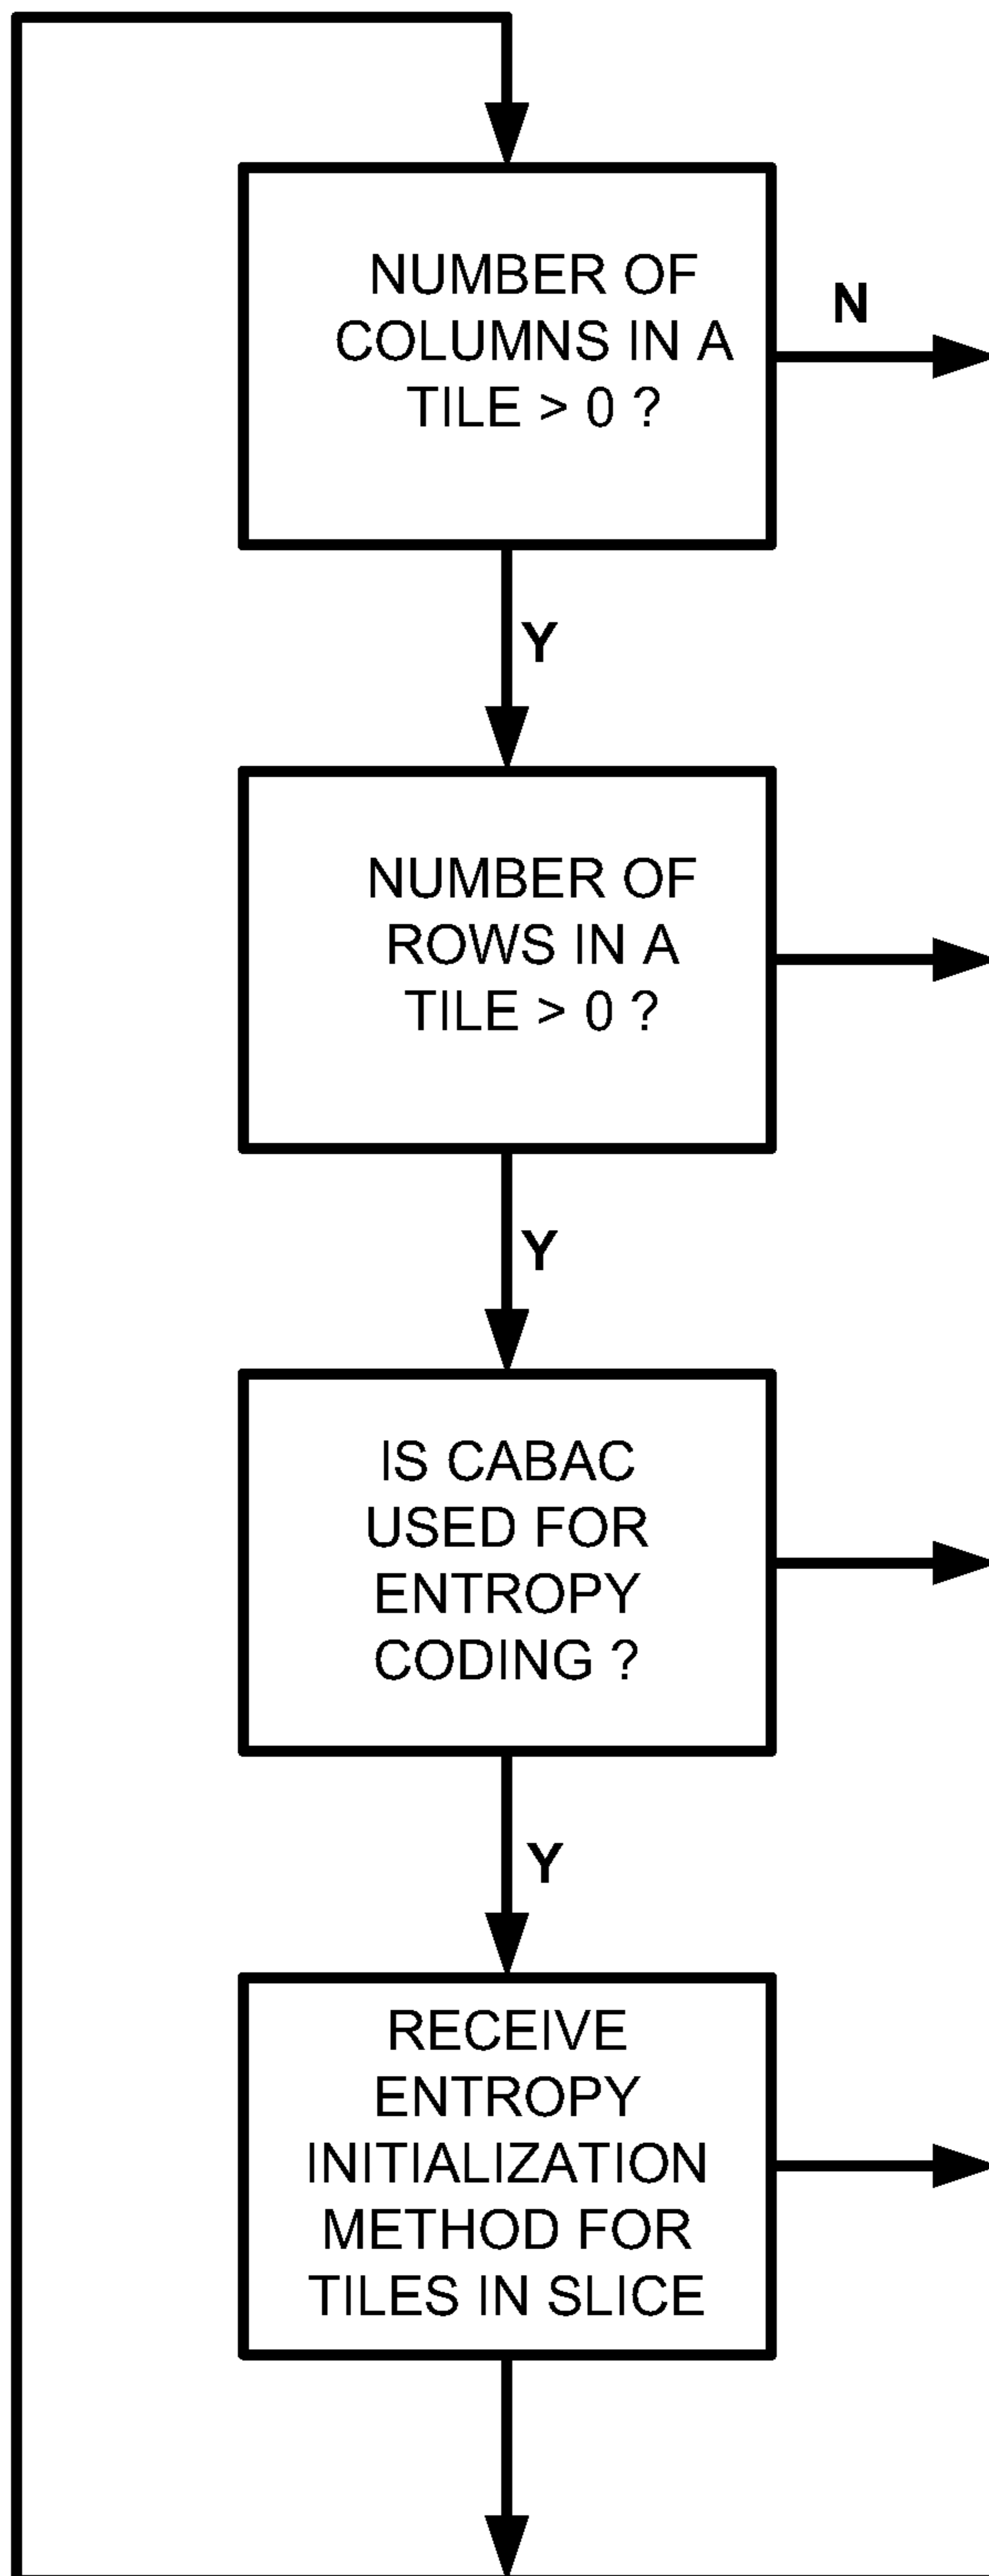 NUMBER OF
COLUMNS IN A
TILE > 0 ?
N
Y
NUMBER OF
ROWS IN A
TILE > 0 ?
Y
IS CABAC
USED FOR
ENTROPY
CODING ?
Y
RECEIVE
ENTROPY
INITIALIZATION
METHOD FOR
TILES IN SLICE